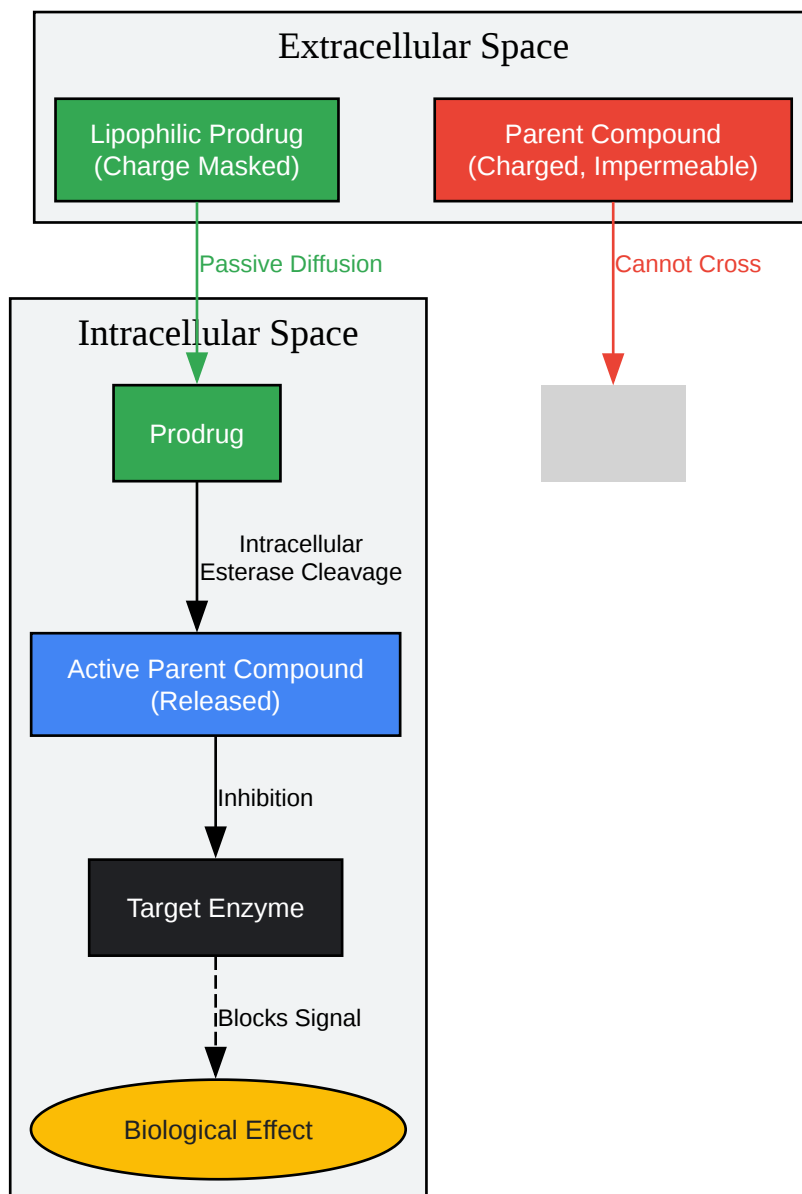 Extracellular Space
Lipophilic Prodrug
(Charge Masked)
Parent Compound
(Charged, Impermeable)
Passive Diffusion
Cannot Cross
Intracellular Space
Prodrug
Intracellular
Esterase Cleavage
Active Parent Compound
(Released)
Inhibition
Target Enzyme
Blocks Signal
Biological Effect